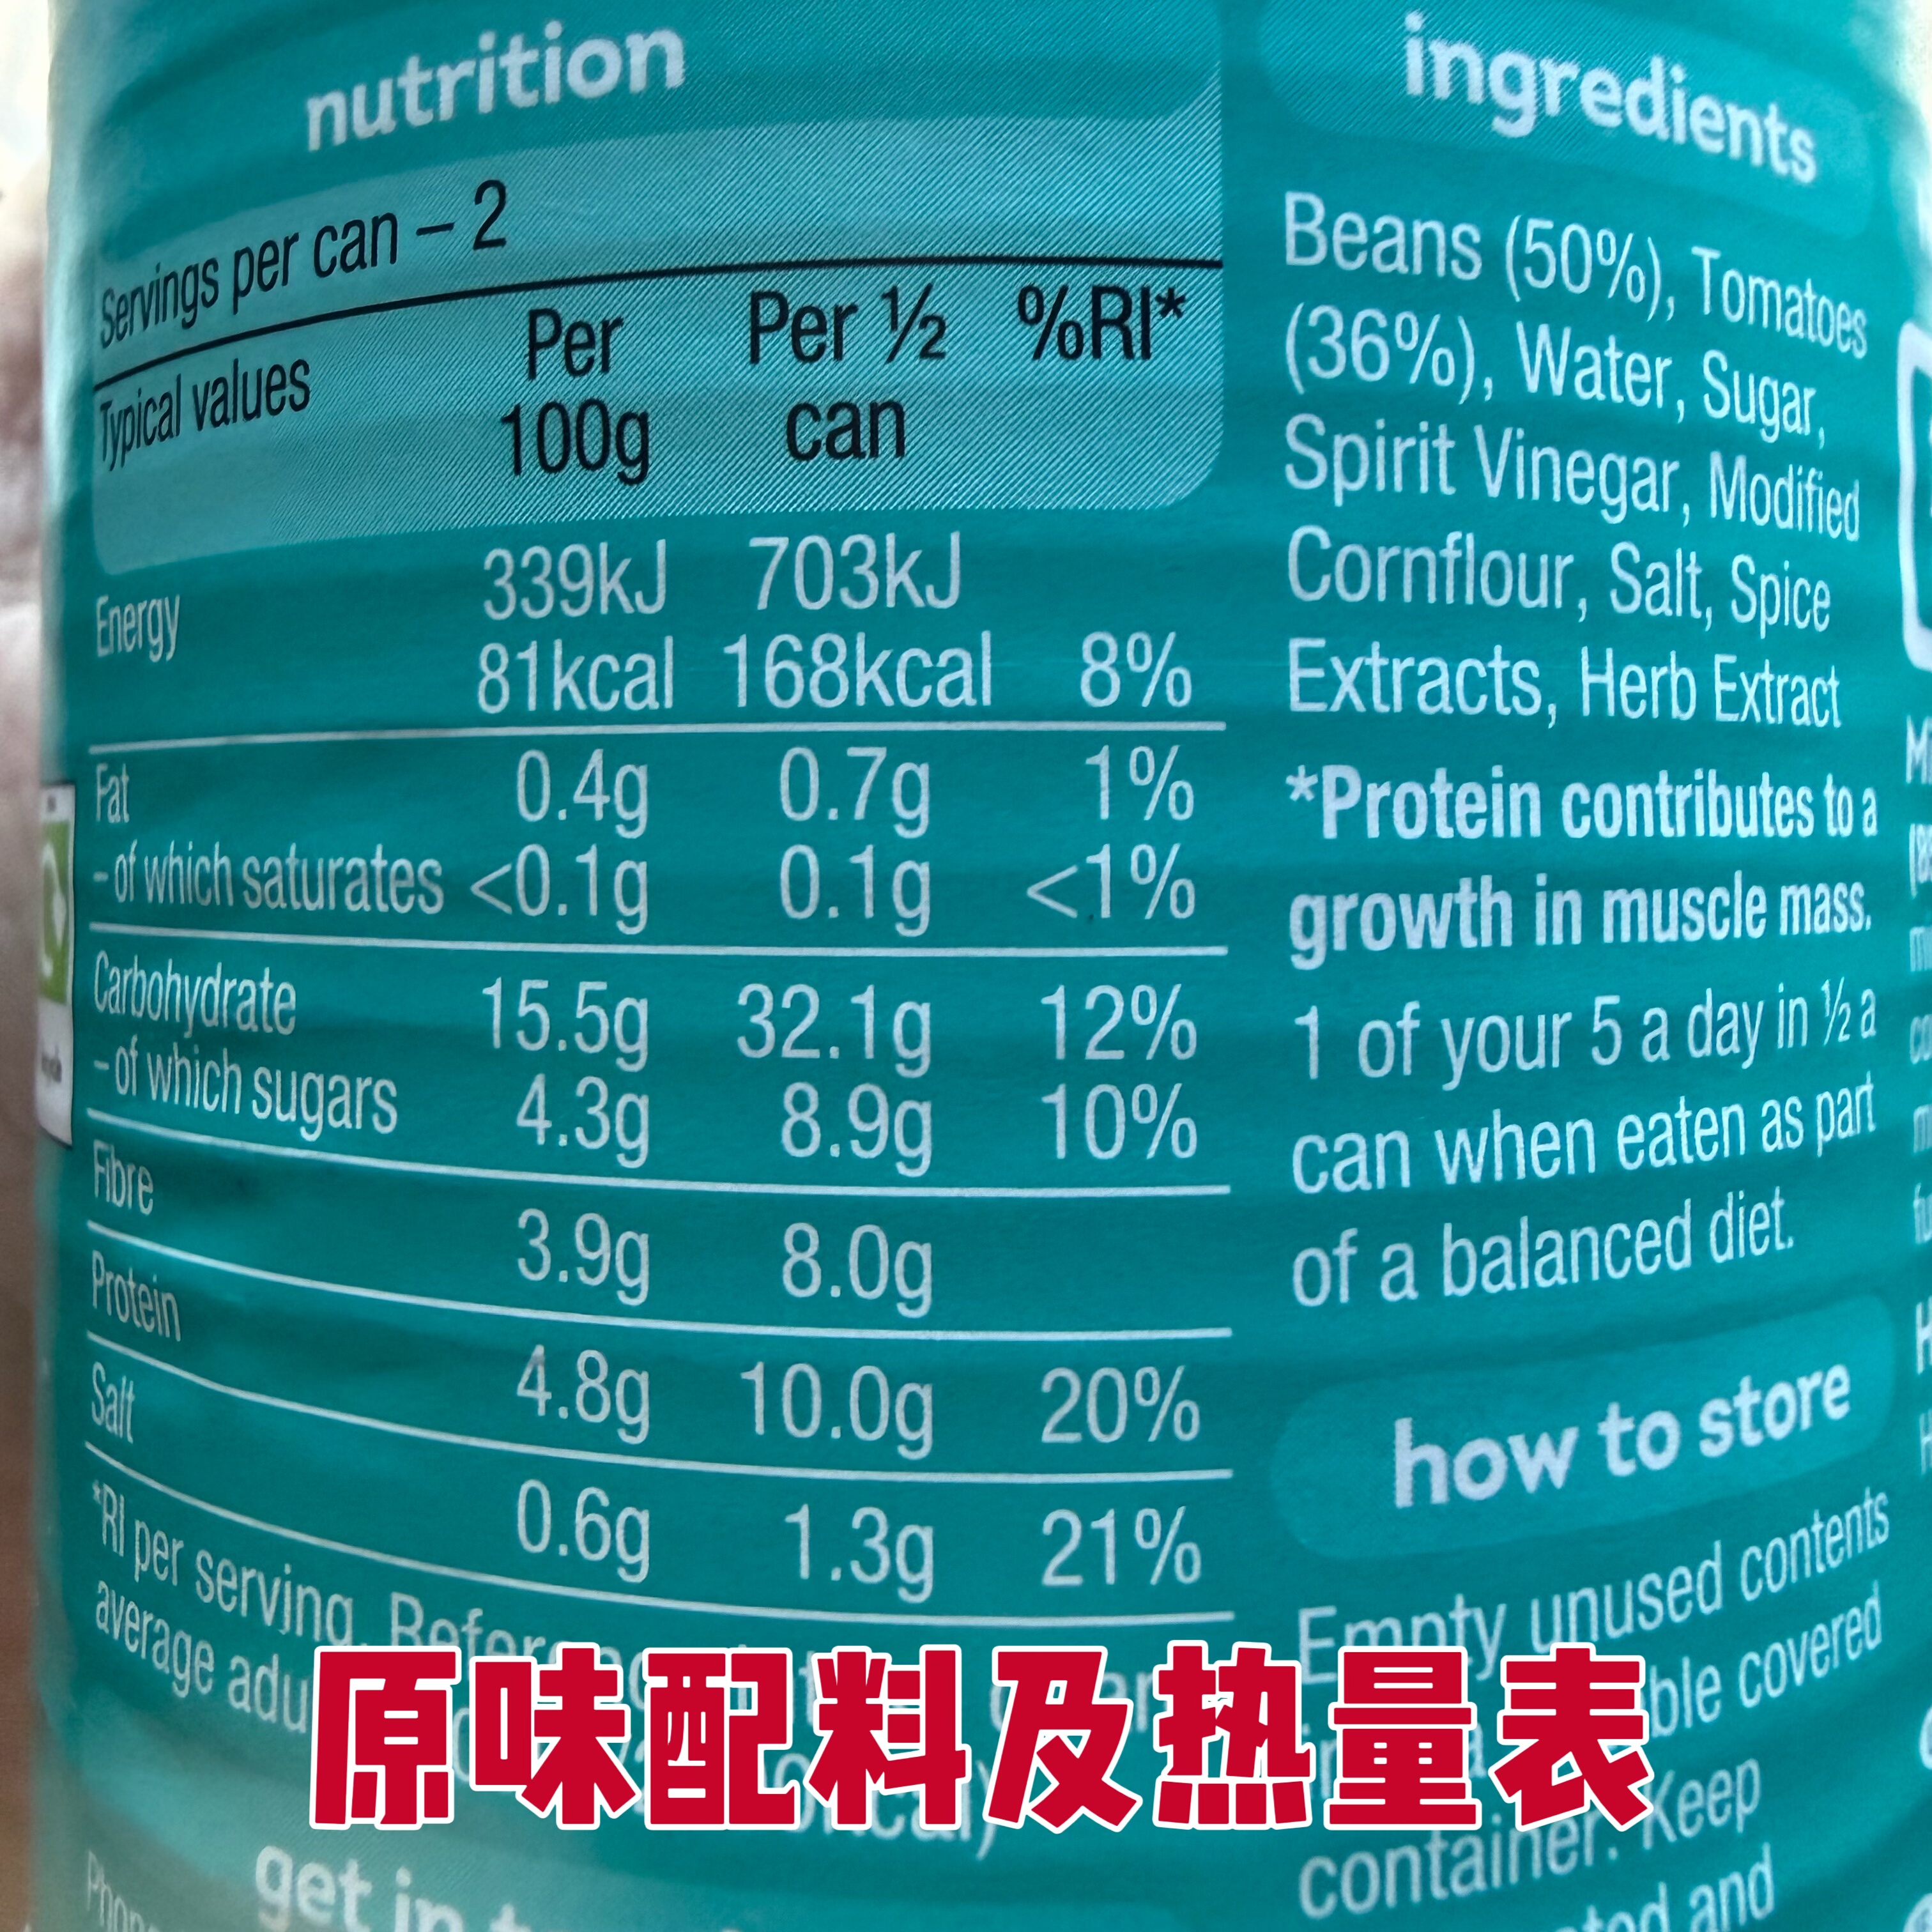 nutrition
Servings per can – 2
Typical values Per 100g Per ½ can %RI*
Energy 339kJ 703kJ
81kcal 168kcal 8%
Fat 0.4g 0.7g 1%
- of which saturates <0.1g 0.1g <1%
Carbohydrate 15.5g 32.1g 12%
- of which sugars 4.3g 8.9g 10%
Fibre 3.9g 8.0g
Protein 4.8g 10.0g 20%
Salt 0.6g 1.3g 21%
*RI per serving.
average
get in
ingredients
Beans (50%), Tomatoes
(36%), Water, Sugar,
Spirit Vinegar, Modified
Cornflour, Salt, Spice
Extracts, Herb Extract
*Protein contributes to a
growth in muscle mass.
1 of your 5 a day in ½ a
can when eaten as part
of a balanced diet.
how to store
Empty unused contents
covered
container. Keep
and
原味配料及热量表